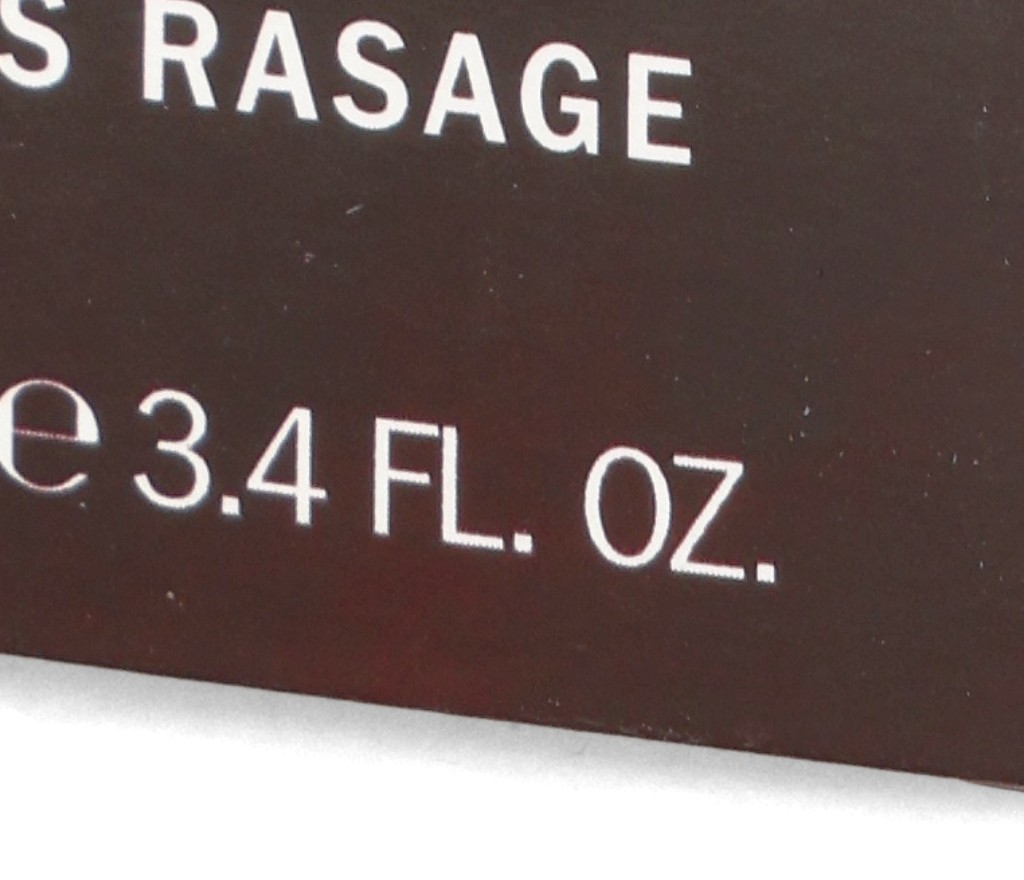 S RASAGE
℮ 3.4 FL. OZ.